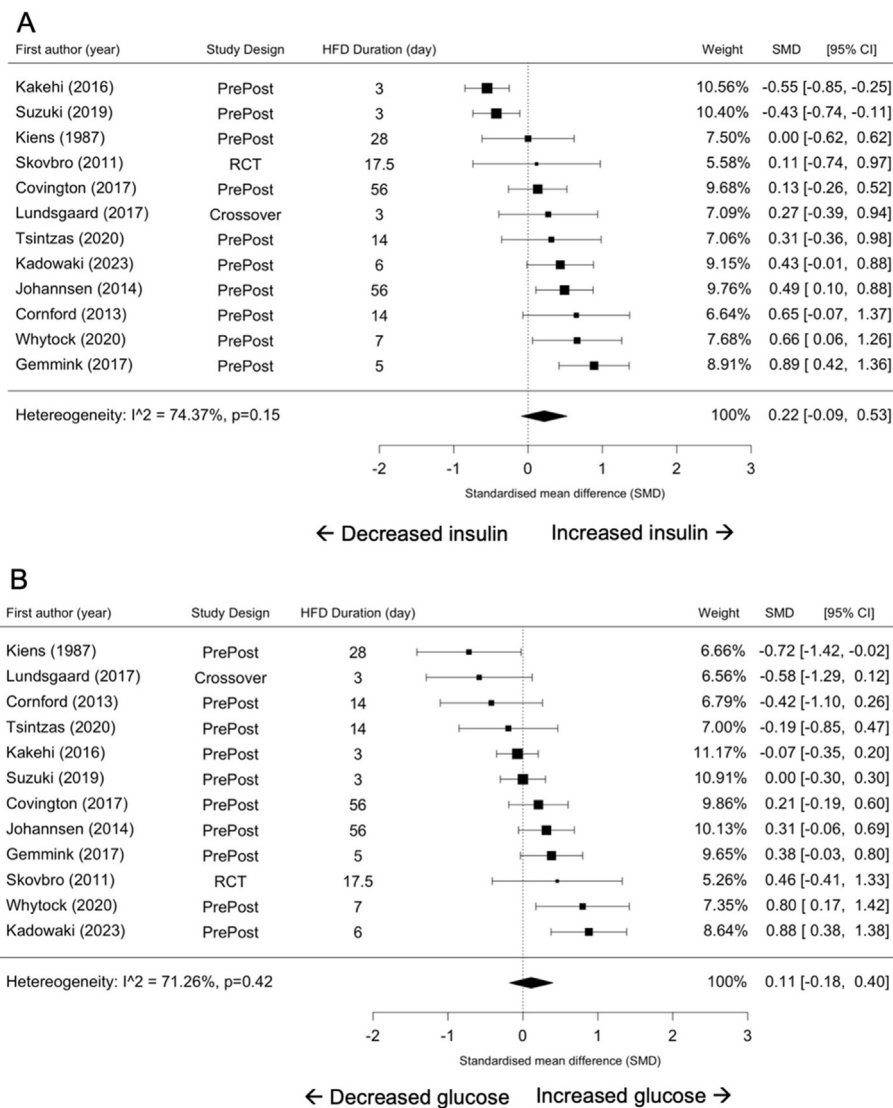 A
First author (year) Study Design HFD Duration (day) Weight SMD [95% CI]
Kakehi (2016) PrePost 3 10.56% -0.55 [-0.85, -0.25]
Suzuki (2019) PrePost 3 10.40% -0.43 [-0.74, -0.11]
Kiens (1987) PrePost 28 7.50% 0.00 [-0.62, 0.62]
Skovbro (2011) RCT 17.5 5.58% 0.11 [-0.74, 0.97]
Covington (2017) PrePost 56 9.68% 0.13 [-0.26, 0.52]
Lundsgaard (2017) Crossover 3 7.09% 0.27 [-0.39, 0.94]
Tsintzas (2020) PrePost 14 7.06% 0.31 [-0.36, 0.98]
Kadowaki (2023) PrePost 6 9.15% 0.43 [-0.01, 0.88]
Johannsen (2014) PrePost 56 9.76% 0.49 [ 0.10, 0.88]
Cornford (2013) PrePost 14 6.64% 0.65 [-0.07, 1.37]
Whytock (2020) PrePost 7 7.68% 0.66 [ 0.06, 1.26]
Gemmink (2017) PrePost 5 8.91% 0.89 [ 0.42, 1.36]
Hetereogeneity: I^2 = 74.37%, p=0.15 100% 0.22 [-0.09, 0.53]
-2 -1 0 1 2 3
Standardised mean difference (SMD)
← Decreased insulin Increased insulin →
B
First author (year) Study Design HFD Duration (day) Weight SMD [95% CI]
Kiens (1987) PrePost 28 6.66% -0.72 [-1.42, -0.02]
Lundsgaard (2017) Crossover 3 6.56% -0.58 [-1.29, 0.12]
Cornford (2013) PrePost 14 6.79% -0.42 [-1.10, 0.26]
Tsintzas (2020) PrePost 14 7.00% -0.19 [-0.85, 0.47]
Kakehi (2016) PrePost 3 11.17% -0.07 [-0.35, 0.20]
Suzuki (2019) PrePost 3 10.91% 0.00 [-0.30, 0.30]
Covington (2017) PrePost 56 9.86% 0.21 [-0.19, 0.60]
Johannsen (2014) PrePost 56 10.13% 0.31 [-0.06, 0.69]
Gemmink (2017) PrePost 5 9.65% 0.38 [-0.03, 0.80]
Skovbro (2011) RCT 17.5 5.26% 0.46 [-0.41, 1.33]
Whytock (2020) PrePost 7 7.35% 0.80 [ 0.17, 1.42]
Kadowaki (2023) PrePost 6 8.64% 0.88 [ 0.38, 1.38]
Hetereogeneity: I^2 = 71.26%, p=0.42 100% 0.11 [-0.18, 0.40]
-2 -1 0 1 2 3
Standardised mean difference (SMD)
← Decreased glucose Increased glucose →